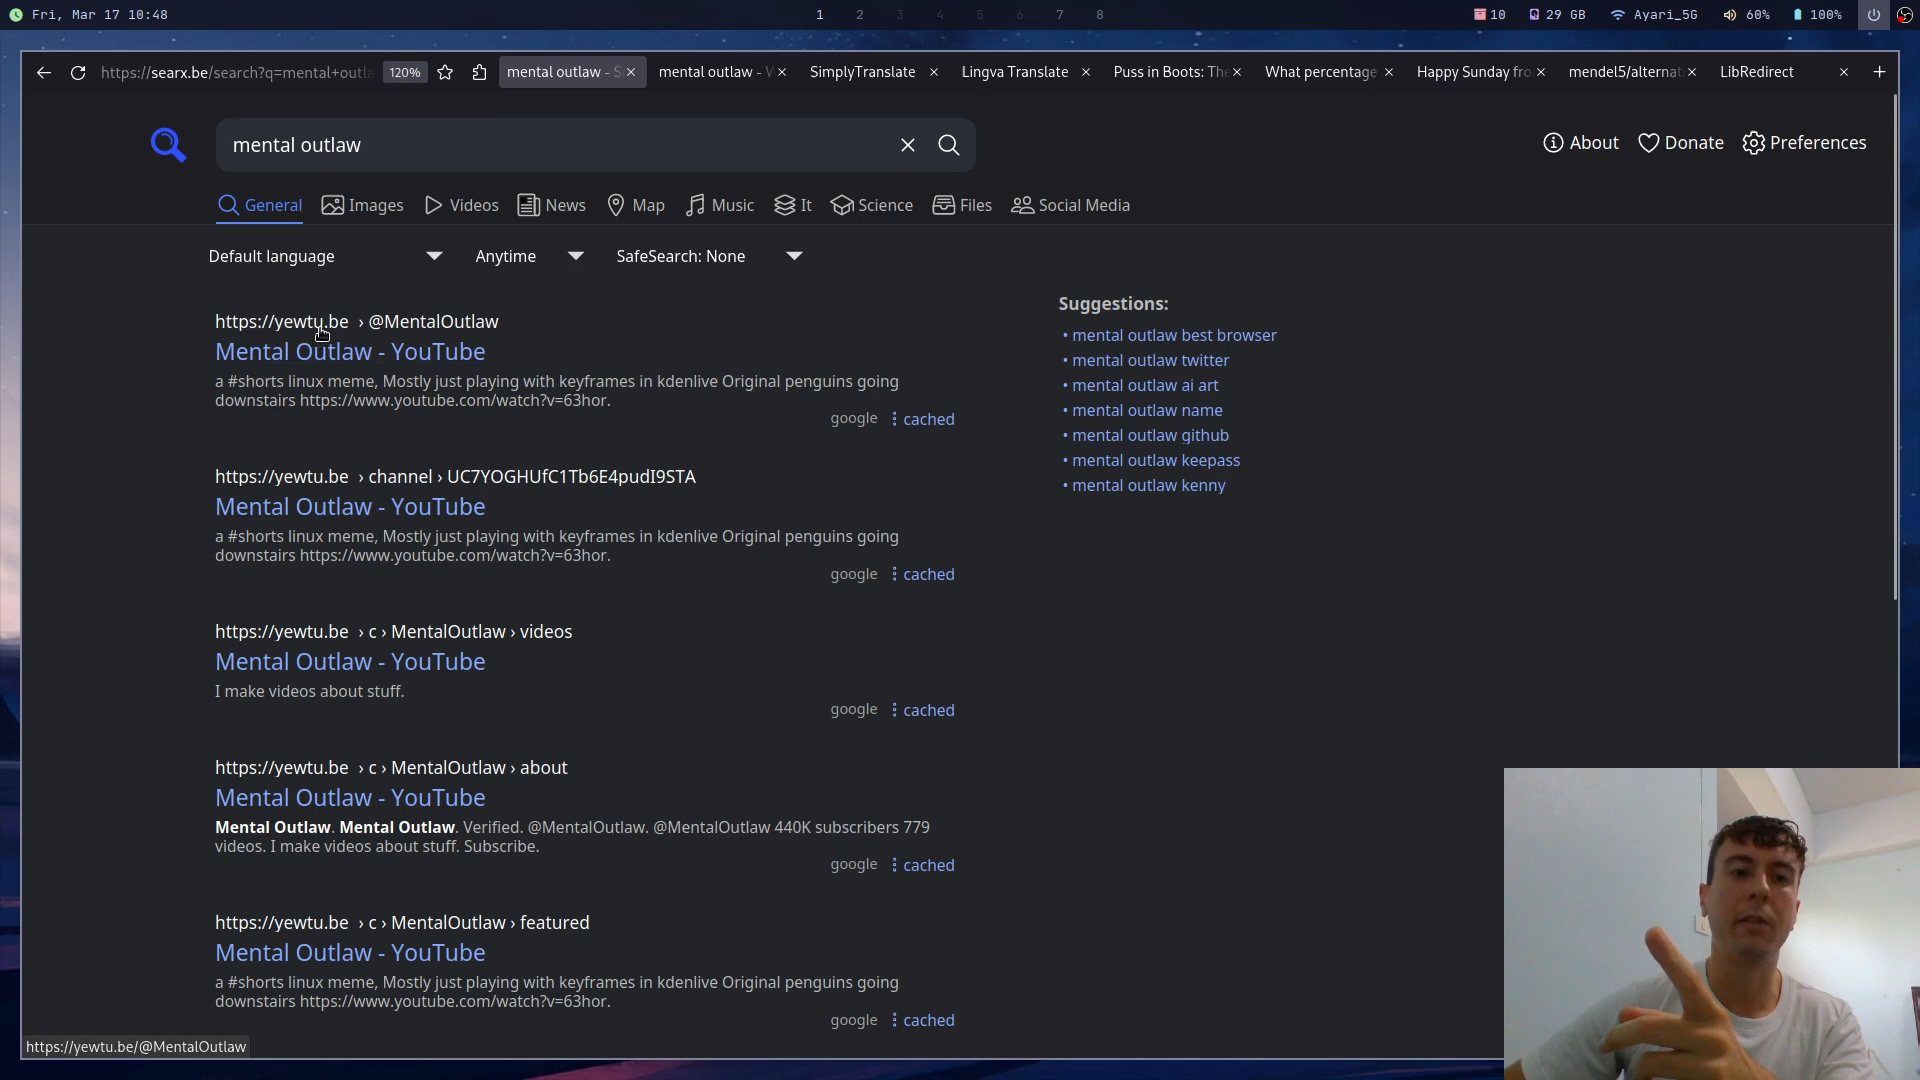 Fri, Mar 17 10:48
1 2 3 4 5 6 7 8
10 29 GB Ayari_5G 60% 100%
https://searx.be/search?q=mental+outla 120%
mental outlaw - S
mental outlaw -
SimplyTranslate
Lingva Translate
Puss in Boots: The
What percentage
Happy Sunday fro
mendel5/alternat
LibRedirect
mental outlaw
About Donate Preferences
General Images Videos News Map Music It Science Files Social Media
Default language Anytime SafeSearch: None
https://yewtu.be › @MentalOutlaw
Mental Outlaw - YouTube
a #shorts linux meme, Mostly just playing with keyframes in kdenlive Original penguins going
downstairs https://www.youtube.com/watch?v=63hor.
google cached
https://yewtu.be › channel › UC7YOGHUfC1Tb6E4pudI9STA
Mental Outlaw - YouTube
a #shorts linux meme, Mostly just playing with keyframes in kdenlive Original penguins going
downstairs https://www.youtube.com/watch?v=63hor.
google cached
https://yewtu.be › c › MentalOutlaw › videos
Mental Outlaw - YouTube
I make videos about stuff.
google cached
https://yewtu.be › c › MentalOutlaw › about
Mental Outlaw - YouTube
Mental Outlaw. Mental Outlaw. Verified. @MentalOutlaw. @MentalOutlaw 440K subscribers 779
videos. I make videos about stuff. Subscribe.
google cached
https://yewtu.be › c › MentalOutlaw › featured
Mental Outlaw - YouTube
a #shorts linux meme, Mostly just playing with keyframes in kdenlive Original penguins going
downstairs https://www.youtube.com/watch?v=63hor.
google cached
Suggestions:
• mental outlaw best browser
• mental outlaw twitter
• mental outlaw ai art
• mental outlaw name
• mental outlaw github
• mental outlaw keepass
• mental outlaw kenny
https://yewtu.be/@MentalOutlaw